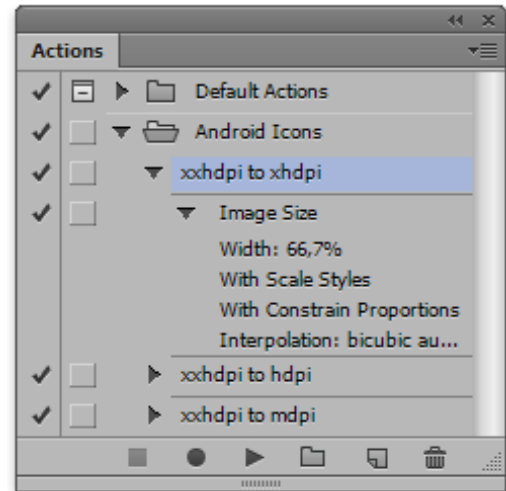 Actions
Default Actions
Android Icons
xxhdpi to xhdpi
Image Size
Width: 66,7%
With Scale Styles
With Constrain Proportions
Interpolation: bicubic au...
xxhdpi to hdpi
xxhdpi to mdpi